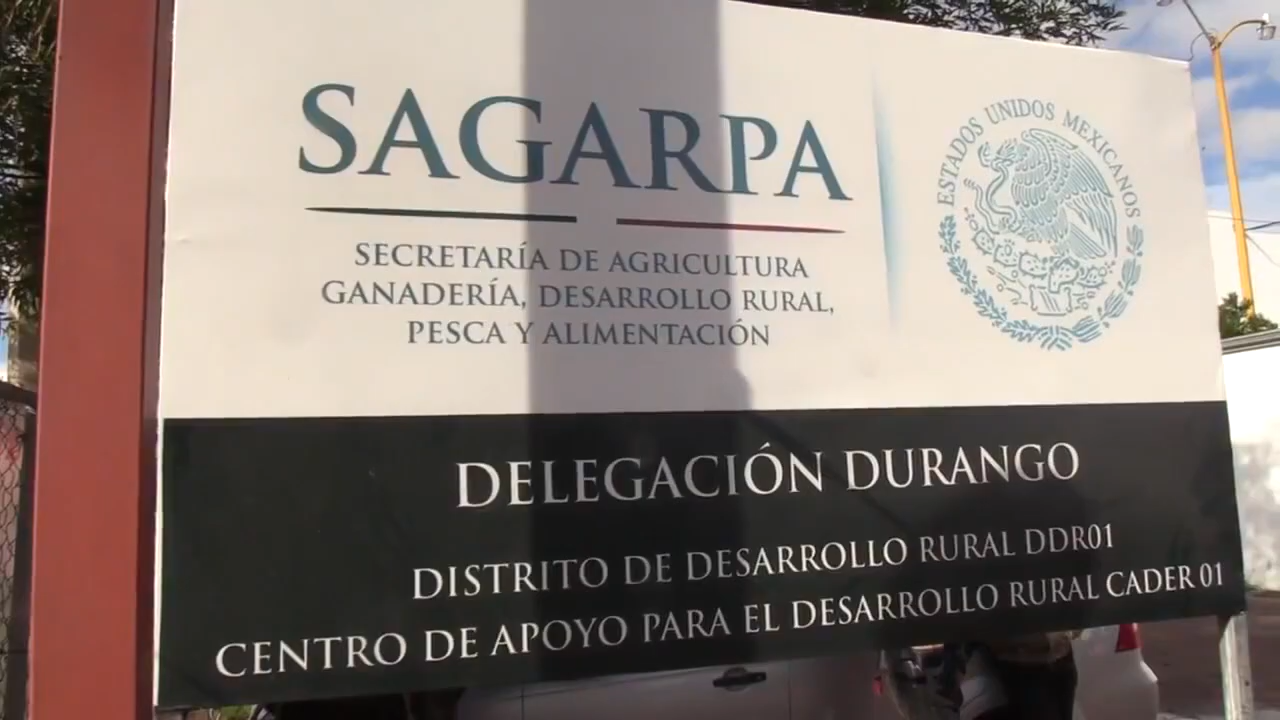 SAGARPA
SECRETARÍA DE AGRICULTURA
GANADERÍA, DESARROLLO RURAL,
PESCA Y ALIMENTACIÓN
ESTADOS UNIDOS MEXICANOS
DELEGACIÓN DURANGO
DISTRITO DE DESARROLLO RURAL DDR01
CENTRO DE APOYO PARA EL DESARROLLO RURAL CADER 01